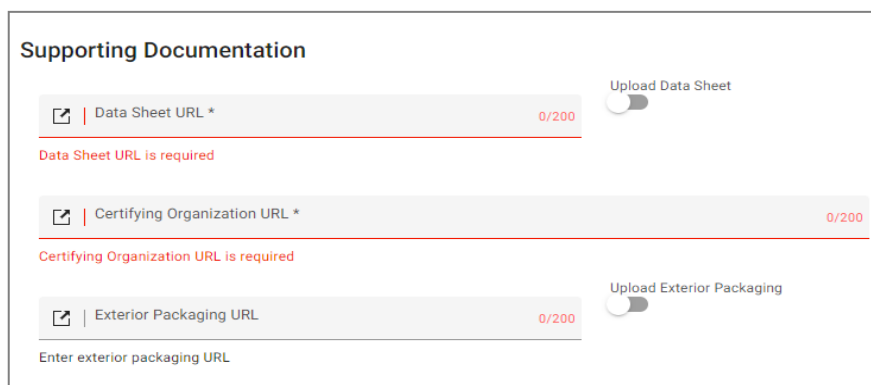 Supporting Documentation
Upload Data Sheet
Data Sheet URL *
0/200
Data Sheet URL is required
Certifying Organization URL *
0/200
Certifying Organization URL is required
Upload Exterior Packaging
Exterior Packaging URL
0/200
Enter exterior packaging URL